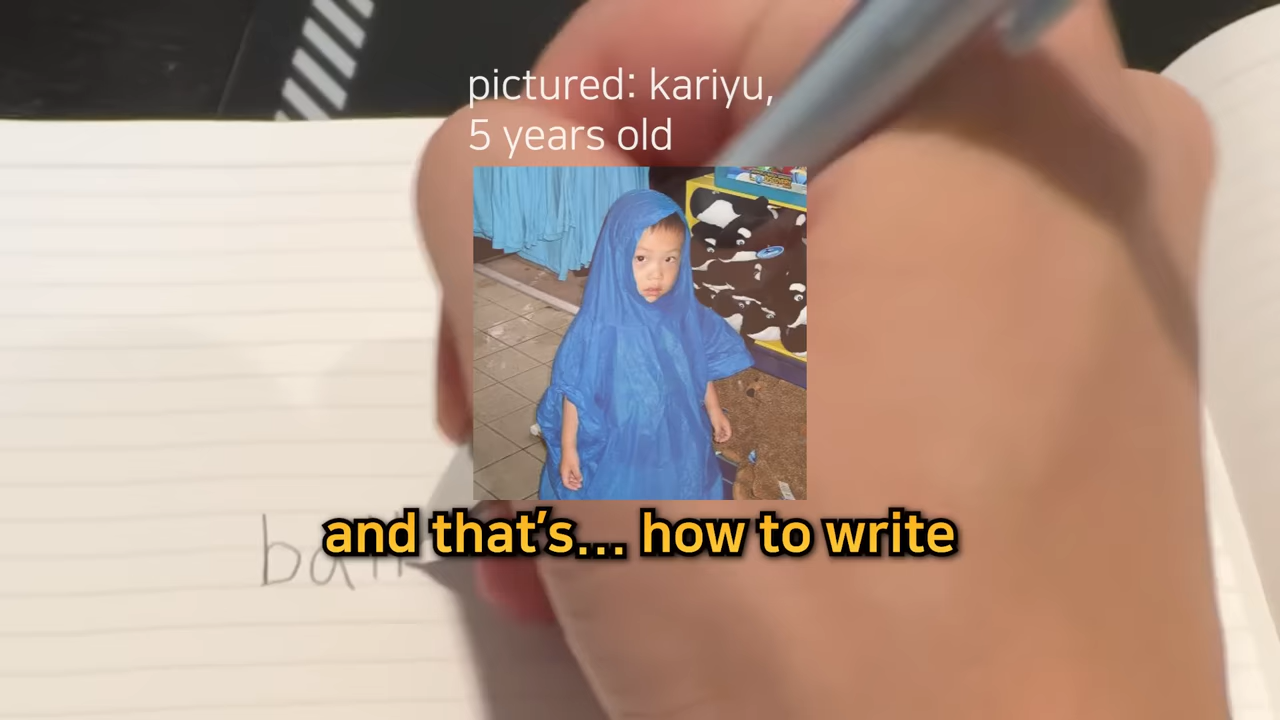 pictured: kariyu,
5 years old
and that's... how to write